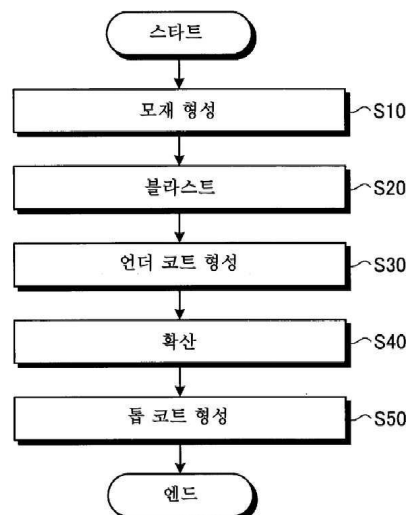 스타트
모재 형성 S10
블라스트 S20
언더 코트 형성 S30
확산 S40
톱 코트 형성 S50
엔드